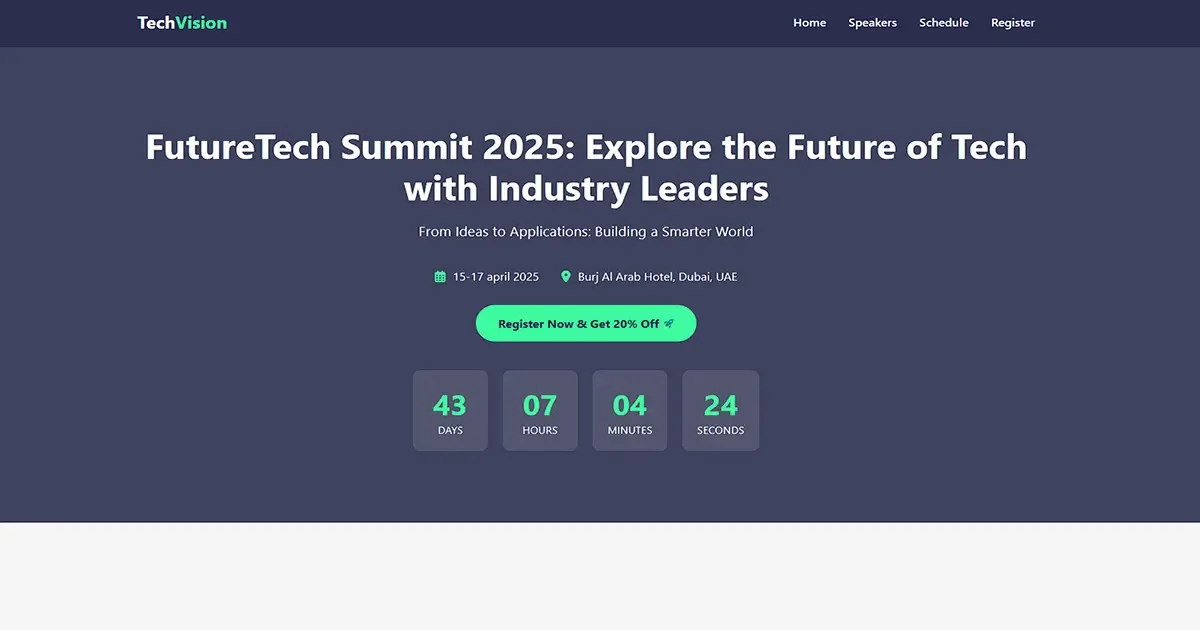 TechVision
Home Speakers Schedule Register
FutureTech Summit 2025: Explore the Future of Tech
with Industry Leaders
From Ideas to Applications: Building a Smarter World
15-17 april 2025 Burj Al Arab Hotel, Dubai, UAE
Register Now & Get 20% Off 🚀
43 07 04 24
DAYS HOURS MINUTES SECONDS